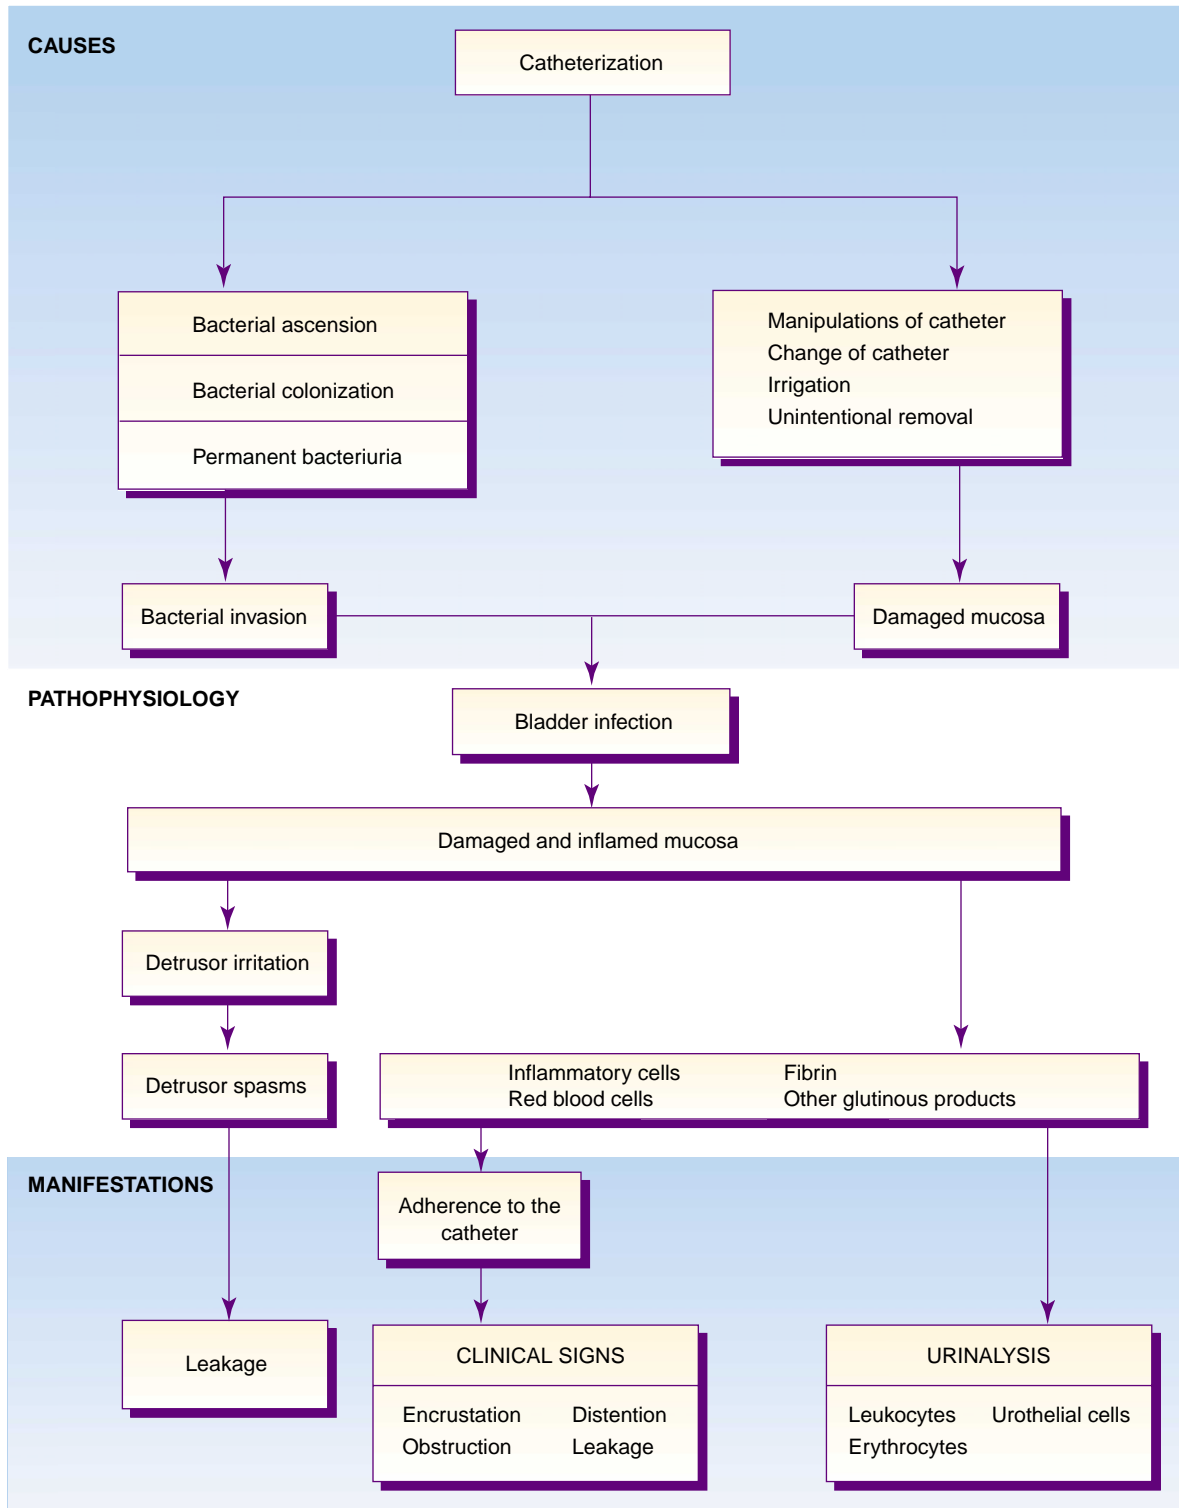 CAUSES
Catheterization
Bacterial ascension
Bacterial colonization
Permanent bacteriuria
Manipulations of catheter
Change of catheter
Irrigation
Unintentional removal
Bacterial invasion
Damaged mucosa
PATHOPHYSIOLOGY
Bladder infection
Damaged and inflamed mucosa
Detrusor irritation
Detrusor spasms
Inflammatory cells
Red blood cells
Fibrin
Other glutinous products
MANIFESTATIONS
Adherence to the
catheter
Leakage
CLINICAL SIGNS
Encrustation
Obstruction
Distention
Leakage
URINALYSIS
Leukocytes
Erythrocytes
Urothelial cells